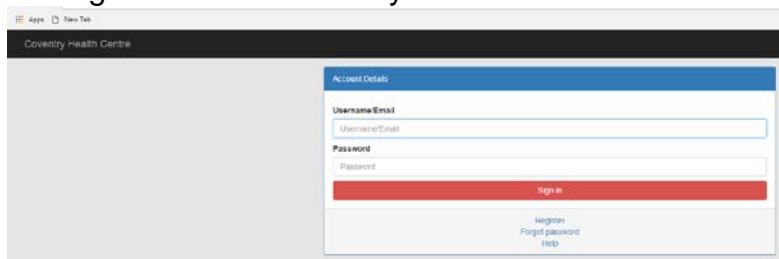 Apps New Tab
Coventry Health Centre
Account Details
Username/Email
Username/Email
Password
Password
Sign in
Register
Forgot password
Help